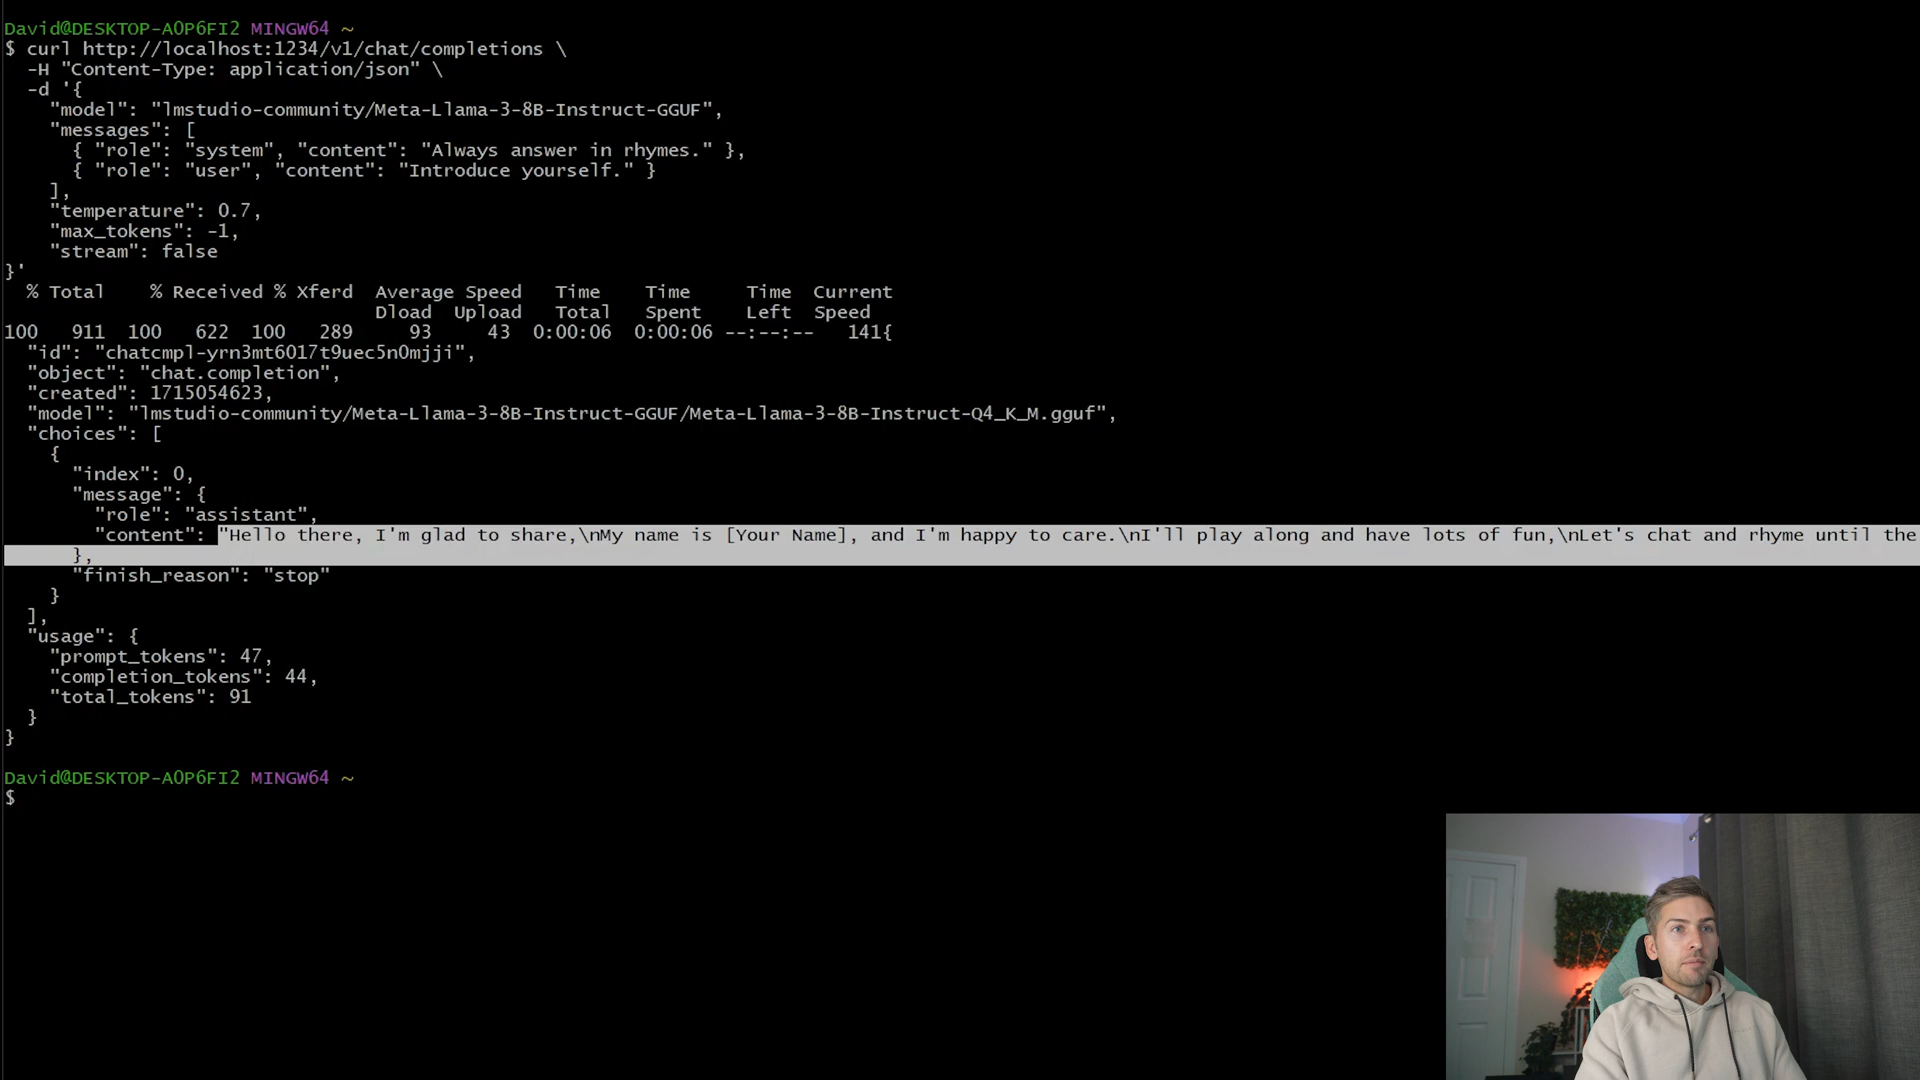 David@DESKTOP-A0P6FI2 MINGW64 ~
$ curl http://localhost:1234/v1/chat/completions \
  -H "Content-Type: application/json" \
  -d '{
    "model": "lmstudio-community/Meta-Llama-3-8B-Instruct-GGUF",
    "messages": [
      { "role": "system", "content": "Always answer in rhymes." },
      { "role": "user", "content": "Introduce yourself." }
    ],
    "temperature": 0.7,
    "max_tokens": -1,
    "stream": false
}'
  % Total    % Received % Xferd  Average Speed   Time    Time     Time  Current
                                 Dload  Upload   Total   Spent    Left  Speed
100   911  100   622  100   289     93     43  0:00:06  0:00:06 --:--:--   141{
  "id": "chatcmpl-yrn3mt6017t9uec5n0mjji",
  "object": "chat.completion",
  "created": 1715054623,
  "model": "lmstudio-community/Meta-Llama-3-8B-Instruct-GGUF/Meta-Llama-3-8B-Instruct-Q4_K_M.gguf",
  "choices": [
    {
      "index": 0,
      "message": {
        "role": "assistant",
        "content": "Hello there, I'm glad to share,\nMy name is [Your Name], and I'm happy to care.\nI'll play along and have lots of fun,\nLet's chat and rhyme until the
      },
      "finish_reason": "stop"
    }
  ],
  "usage": {
    "prompt_tokens": 47,
    "completion_tokens": 44,
    "total_tokens": 91
  }
}
David@DESKTOP-A0P6FI2 MINGW64 ~
$